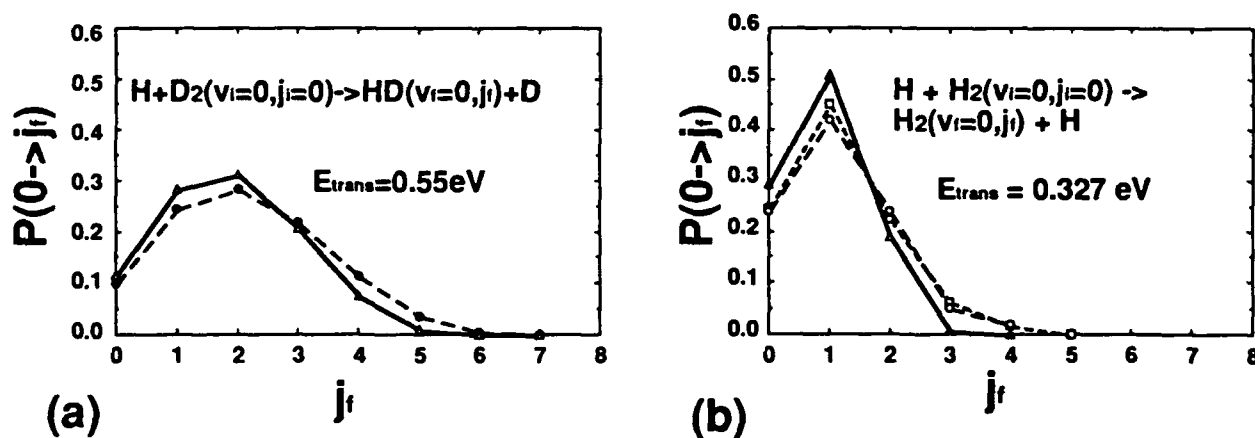 0.6
0.5
0.4
0.3
0.2
0.1
0.0
P(0->jf)
H+D2(vi=0,ji=0)->HD(vf=0,jf)+D
Etrans=0.55eV
0 1 2 3 4 5 6 7 8
jf
(a)
0.6
0.5
0.4
0.3
0.2
0.1
0.0
P(0->jf)
H + H2(vi=0,ji=0) ->
H2(vf=0,jf) + H
Etrans = 0.327 eV
0 1 2 3 4 5 6 7 8
jf
(b)